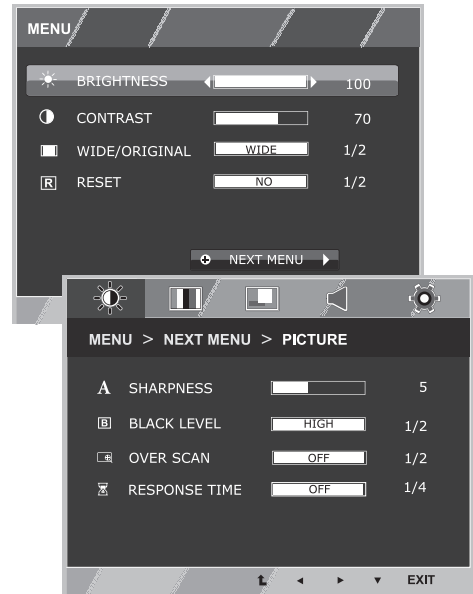 MENU
BRIGHTNESS 100
CONTRAST 70
WIDE/ORIGINAL WIDE 1/2
R RESET NO 1/2
NEXT MENU
MENU > NEXT MENU > PICTURE
A SHARPNESS 5
B BLACK LEVEL HIGH 1/2
OVER SCAN OFF 1/2
RESPONSE TIME OFF 1/4
EXIT